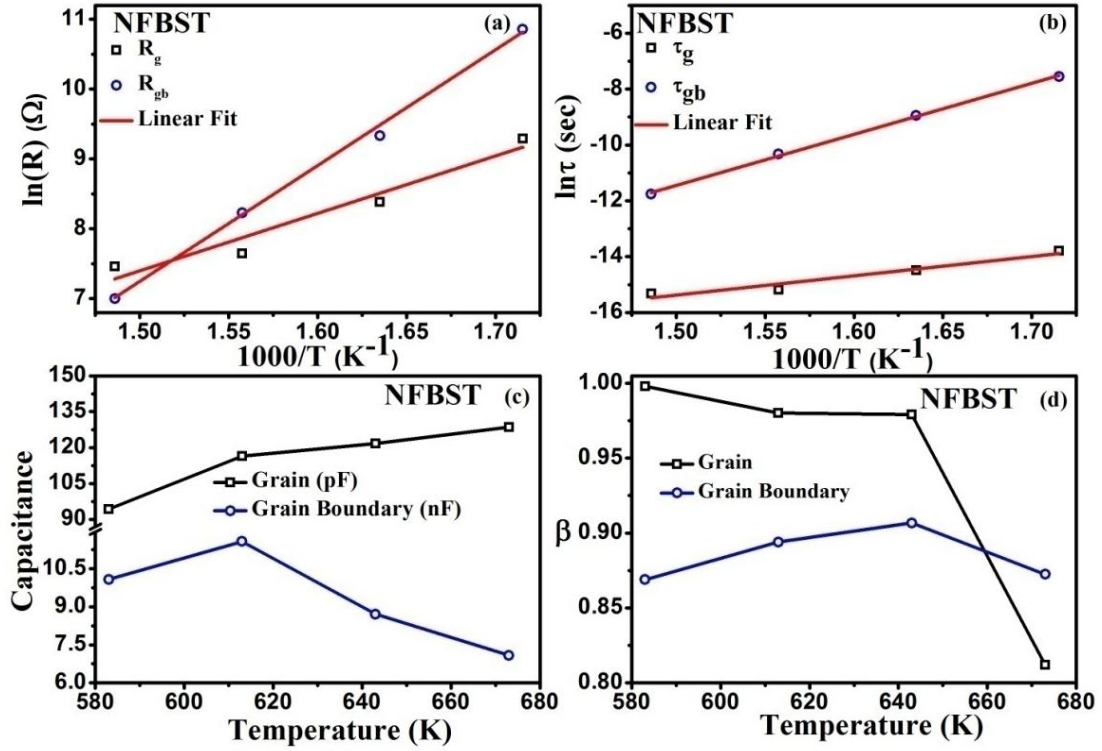 NFBST (a)
R_g
R_gb
Linear Fit
ln(R) (Ω)
11
10
9
8
7
1.50 1.55 1.60 1.65 1.70
1000/T (K⁻¹)
NFBST (b)
τ_g
τ_gb
Linear Fit
lnτ (sec)
-6
-8
-10
-12
-14
-16
1.50 1.55 1.60 1.65 1.70
1000/T (K⁻¹)
NFBST (c)
Grain (pF)
Grain Boundary (nF)
Capacitance
150
135
120
105
90
10.5
9.0
7.5
6.0
580 600 620 640 660 680
Temperature (K)
NFBST (d)
Grain
Grain Boundary
β
1.00
0.95
0.90
0.85
0.80
580 600 620 640 660 680
Temperature (K)